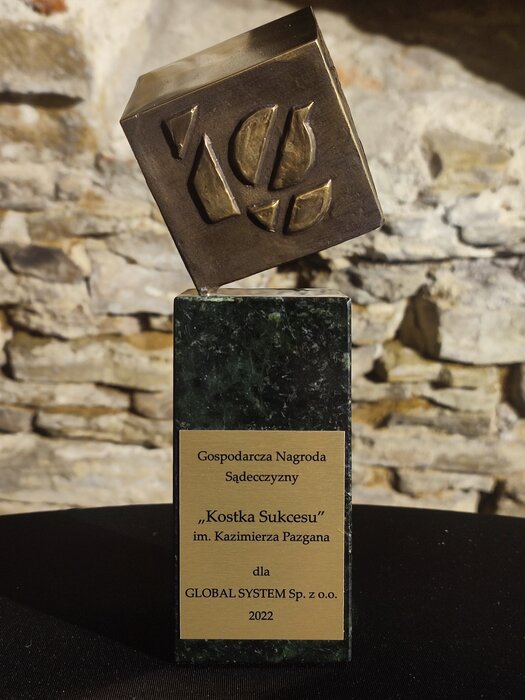 Gospodarcza Nagroda
Sądecczyzny
„Kostka Sukcesu”
im. Kazimierza Pazgana
dla
GLOBAL SYSTEM Sp. z o.o.
2022